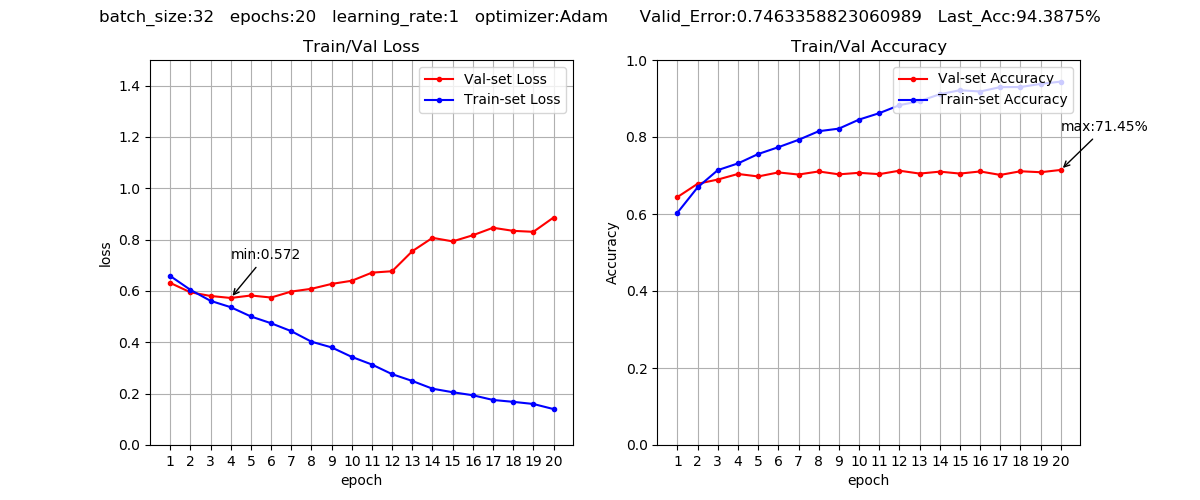 batch_size:32 epochs:20 learning_rate:1 optimizer:Adam Valid_Error:0.7463358823060989 Last_Acc:94.3875%
Train/Val Loss
Val-set Loss
Train-set Loss
min:0.572
loss
1.4
1.2
1.0
0.8
0.6
0.4
0.2
0.0
1 2 3 4 5 6 7 8 9 10 11 12 13 14 15 16 17 18 19 20
epoch
Train/Val Accuracy
Val-set Accuracy
Train-set Accuracy
max:71.45%
Accuracy
1.0
0.8
0.6
0.4
0.2
0.0
1 2 3 4 5 6 7 8 9 10 11 12 13 14 15 16 17 18 19 20
epoch